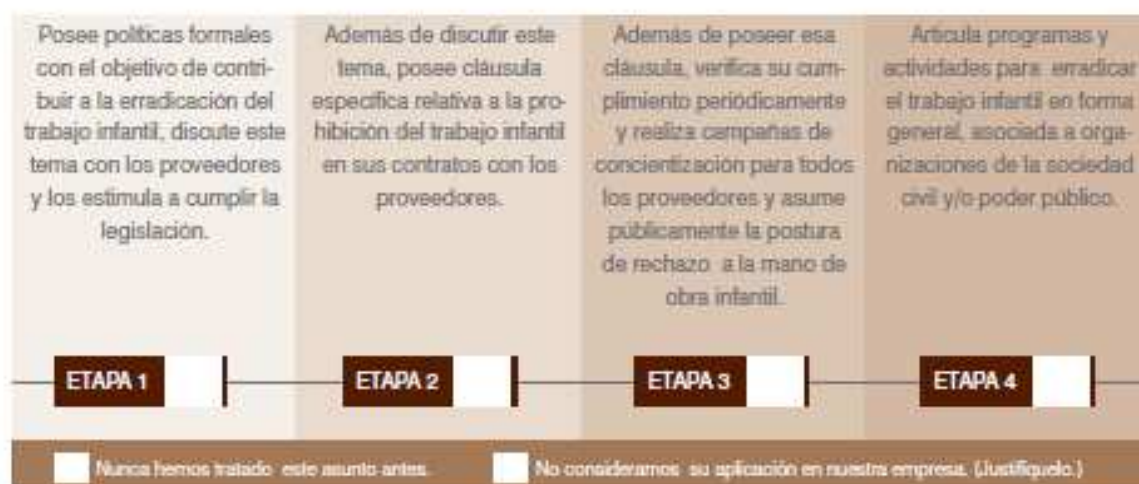 Posee políticas formales
con el objetivo de contri-
buir a la erradicación del
trabajo infantil, discute este
tema con los proveedores
y los estimula a cumplir la
legislación.
Además de discutir este
tema, posee cláusula
específica relativa a la pro-
hibición del trabajo infantil
en sus contratos con los
proveedores.
Además de poseer esa
cláusula, verifica su cum-
plimiento periódicamente
y realiza campañas de
concientización para todos
los proveedores y asume
públicamente la postura
de rechazo a la mano de
obra infantil.
Articula programas y
actividades para erradicar
el trabajo infantil en forma
general, asociada a orga-
nizaciones de la sociedad
civil y/o poder público.
ETAPA 1
ETAPA 2
ETAPA 3
ETAPA 4
Nunca hemos tratado este asunto antes.
No consideramos su aplicación en nuestra empresa. (Justifíquelo.)